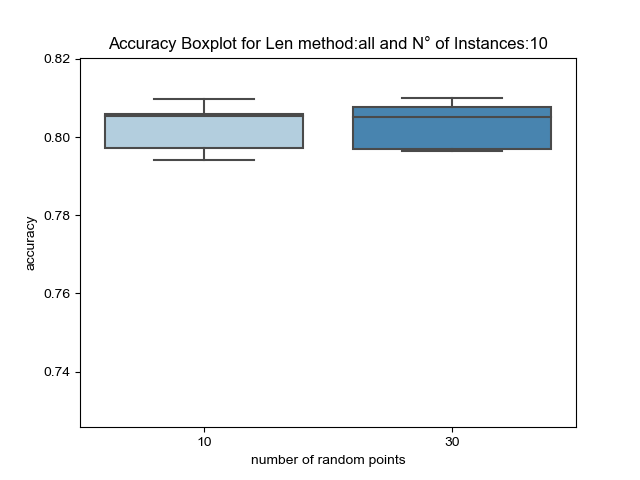 Accuracy Boxplot for Len method:all and N° of Instances:10
0.82
0.80
0.78
0.76
0.74
accuracy
10
30
number of random points